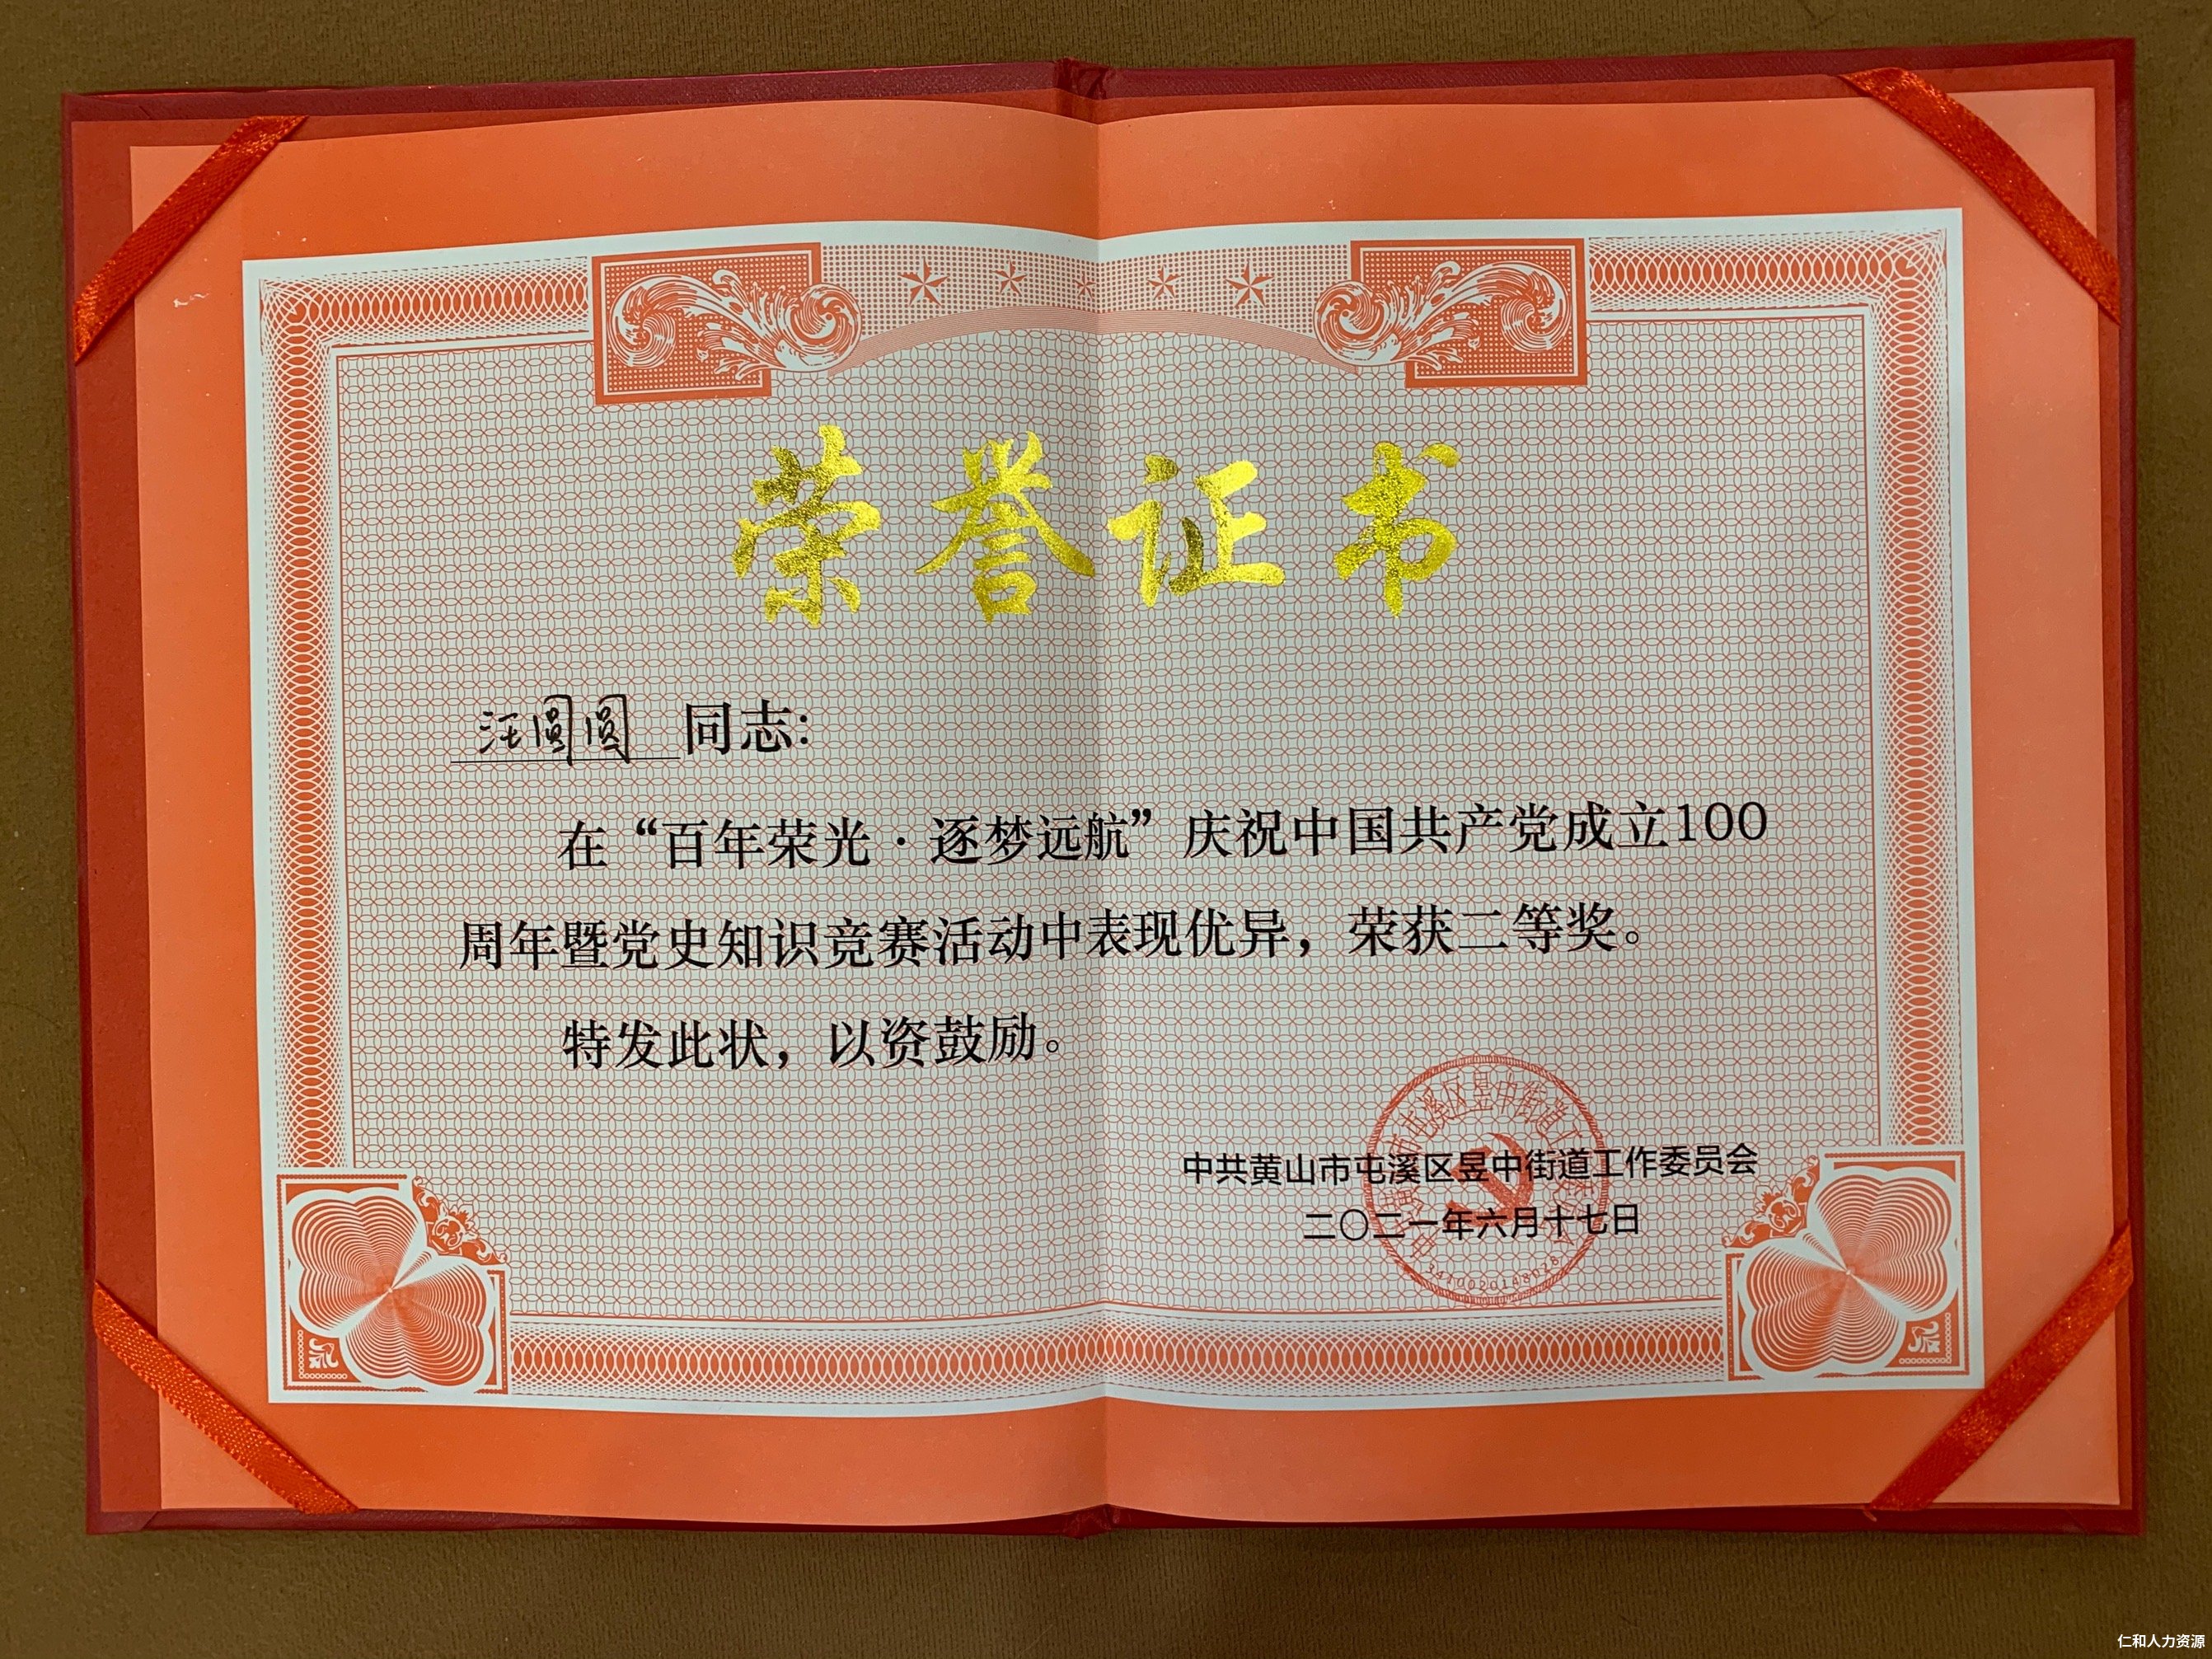 荣誉证书
汪圆圆 同志:
在“百年荣光·逐梦远航”庆祝中国共产党成立100
周年暨党史知识竞赛活动中表现优异，荣获二等奖。
特发此状，以资鼓励。
中共黄山市屯溪区昱中街道工作委员会
二〇二一年六月十七日
仁和人力资源